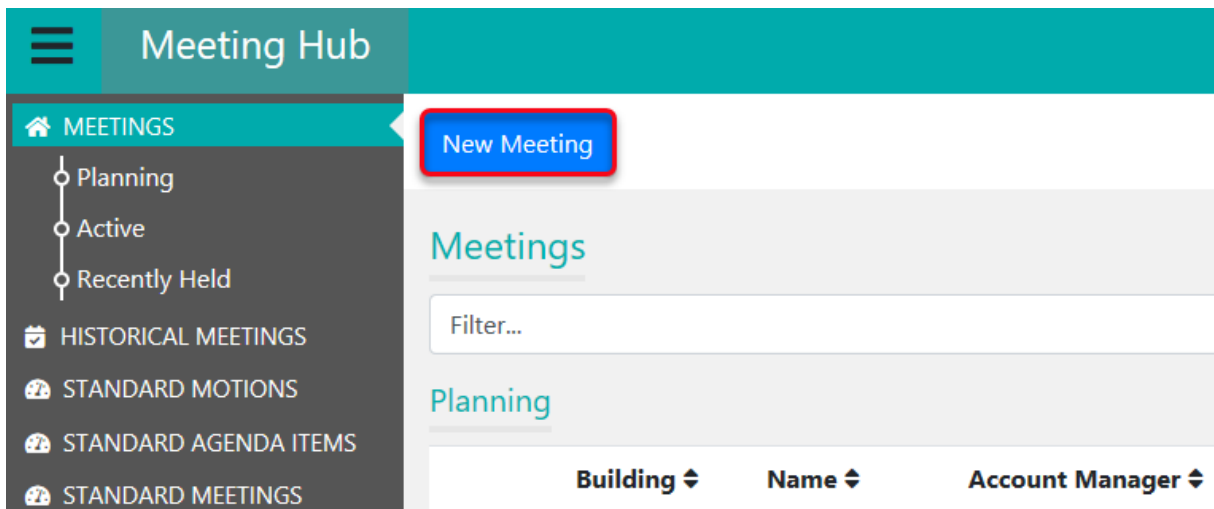 Meeting Hub
MEETINGS
Planning
Active
Recently Held
HISTORICAL MEETINGS
STANDARD MOTIONS
STANDARD AGENDA ITEMS
STANDARD MEETINGS
New Meeting
Meetings
Filter...
Planning
Building Name Account Manager